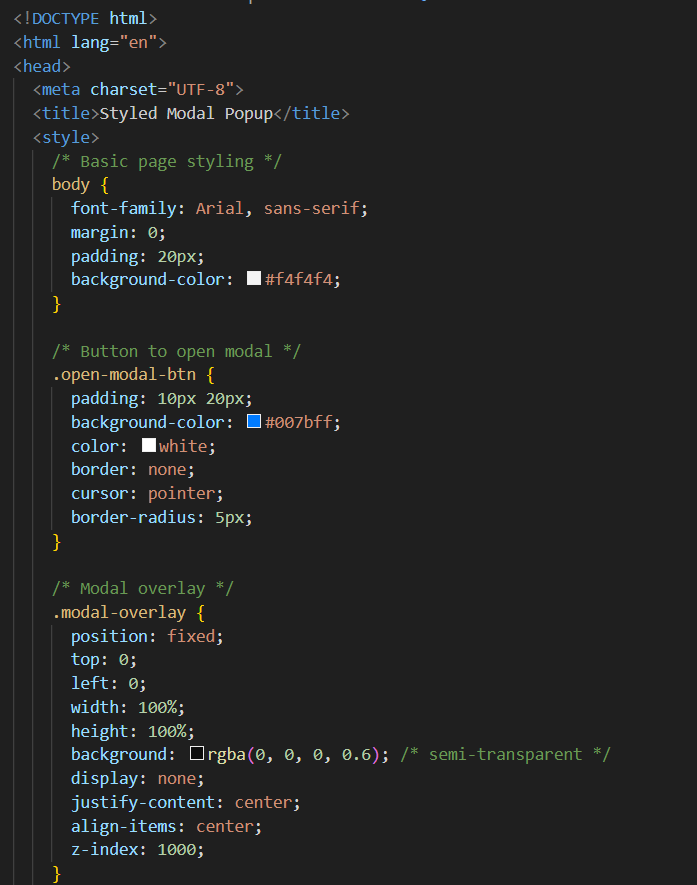 <!DOCTYPE html>
<html lang="en">
<head>
  <meta charset="UTF-8">
  <title>Styled Modal Popup</title>
  <style>
    /* Basic page styling */
    body {
      font-family: Arial, sans-serif;
      margin: 0;
      padding: 20px;
      background-color: #f4f4f4;
    }

    /* Button to open modal */
    .open-modal-btn {
      padding: 10px 20px;
      background-color: #007bff;
      color: white;
      border: none;
      cursor: pointer;
      border-radius: 5px;
    }

    /* Modal overlay */
    .modal-overlay {
      position: fixed;
      top: 0;
      left: 0;
      width: 100%;
      height: 100%;
      background: rgba(0, 0, 0, 0.6); /* semi-transparent */
      display: none;
      justify-content: center;
      align-items: center;
      z-index: 1000;
    }